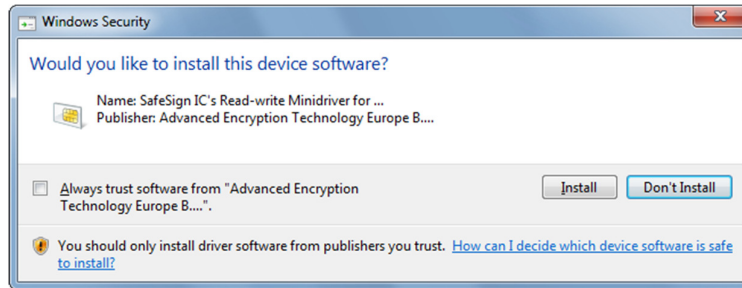 Windows Security
Would you like to install this device software?
Name: SafeSign IC's Read-write Minidriver for ...
Publisher: Advanced Encryption Technology Europe B....
Always trust software from "Advanced Encryption
Technology Europe B....".
Install
Don't Install
You should only install driver software from publishers you trust. How can I decide which device software is safe
to install?